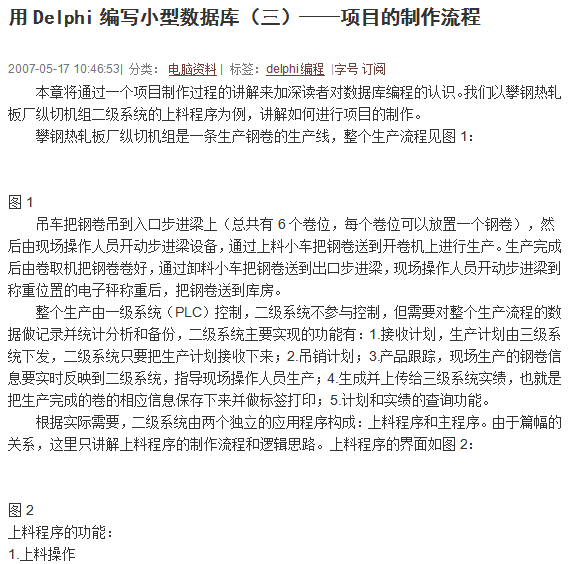 用Delphi 编写小型数据库（三）——项目的制作流程
2007-05-17 10:46:53| 分类： 电脑资料 | 标签： delphi编程 |字号 订阅
本章将通过一个项目制作过程的讲解来加深读者对数据库编程的认识。我们以攀钢热轧
板厂纵切机组二级系统的上料程序为例，讲解如何进行项目的制作。
攀钢热轧板厂纵切机组是一条生产钢卷的生产线，整个生产流程见图 1：
图 1
吊车把钢卷吊到入口步进梁上（总共有 6 个卷位，每个卷位可以放置一个钢卷），然
后由现场操作人员开动步进梁设备，通过上料小车把钢卷送到开卷机上进行生产。生产完成
后由卷取机把钢卷卷好，通过卸料小车把钢卷送到出口步进梁，现场操作人员开动步进梁到
称重位置的电子秤称重后，把钢卷送到库房。
整个生产由一级系统（PLC）控制，二级系统不参与控制，但需要对整个生产流程的数
据做记录并统计分析和备份，二级系统主要实现的功能有：1.接收计划，生产计划由三级系
统下发，二级系统只要把生产计划接收下来；2.吊销计划；3.产品跟踪，现场生产的钢卷信
息要实时反映到二级系统，指导现场操作人员生产；4.生成并上传给三级系统实绩，也就是
把生产完成的卷的相应信息保存下来并做标签打印；5.计划和实绩的查询功能。
根据实际需要，二级系统由两个独立的应用程序构成：上料程序和主程序。由于篇幅的
关系，这里只讲解上料程序的制作流程和逻辑思路。上料程序的界面如图 2：
图 2
上料程序的功能：
1.上料操作